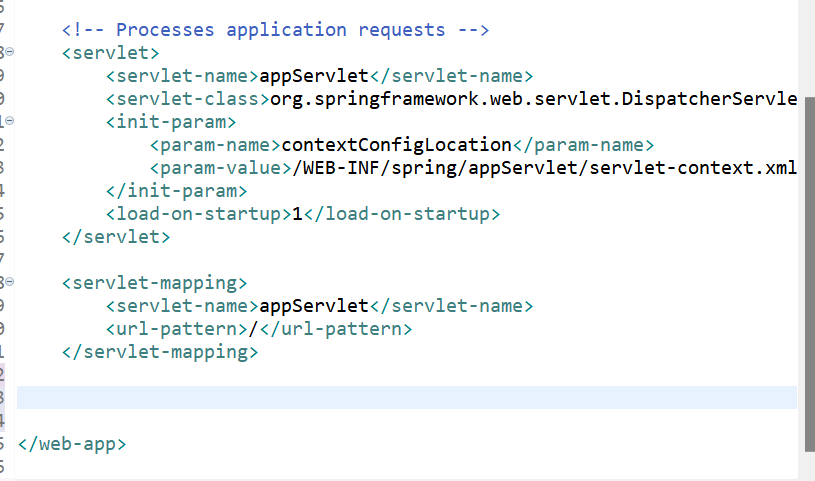 <!-- Processes application requests -->
<servlet>
<servlet-name>appServlet</servlet-name>
<servlet-class>org.springframework.web.servlet.DispatcherServle
<init-param>
<param-name>contextConfigLocation</param-name>
<param-value>/WEB-INF/spring/appServlet/servlet-context.xml
</init-param>
<load-on-startup>1</load-on-startup>
</servlet>
<servlet-mapping>
<servlet-name>appServlet</servlet-name>
<url-pattern>/</url-pattern>
</servlet-mapping>
</web-app>